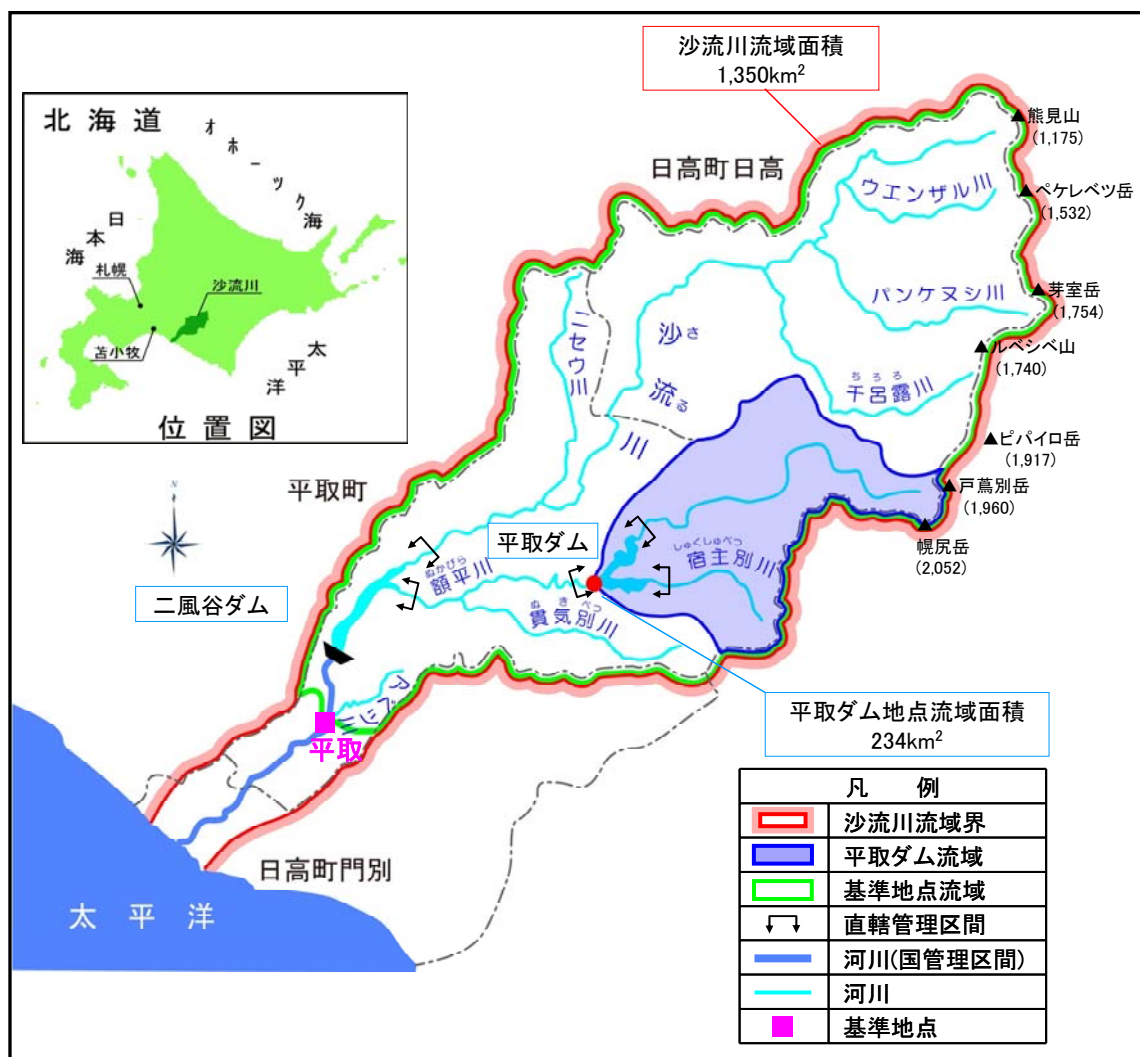 沙流川流域面積
1,350km²
北海道
オホーツク海
日本海
札幌
沙流川
苫小牧
太平洋
位置図
日高町日高
熊見山
(1,175)
ウエンザル川
ペケレベツ岳
(1,532)
パンケヌシ川
芽室岳
(1,754)
ニセウ川
沙流川
さ
る
ルベシベ山
(1,740)
ちろろ
千呂露川
ピパイロ岳
(1,917)
平取町
戸蔦別岳
(1,960)
幌尻岳
(2,052)
平取ダム
しゅくしゅべつ
宿主別川
ぬかびら
額平川
二風谷ダム
ぬきべつ
貫気別川
平取
平取ダム地点流域面積
234km²
日高町門別
太平洋
凡例
沙流川流域界
平取ダム流域
基準地点流域
直轄管理区間
河川(国管理区間)
河川
基準地点